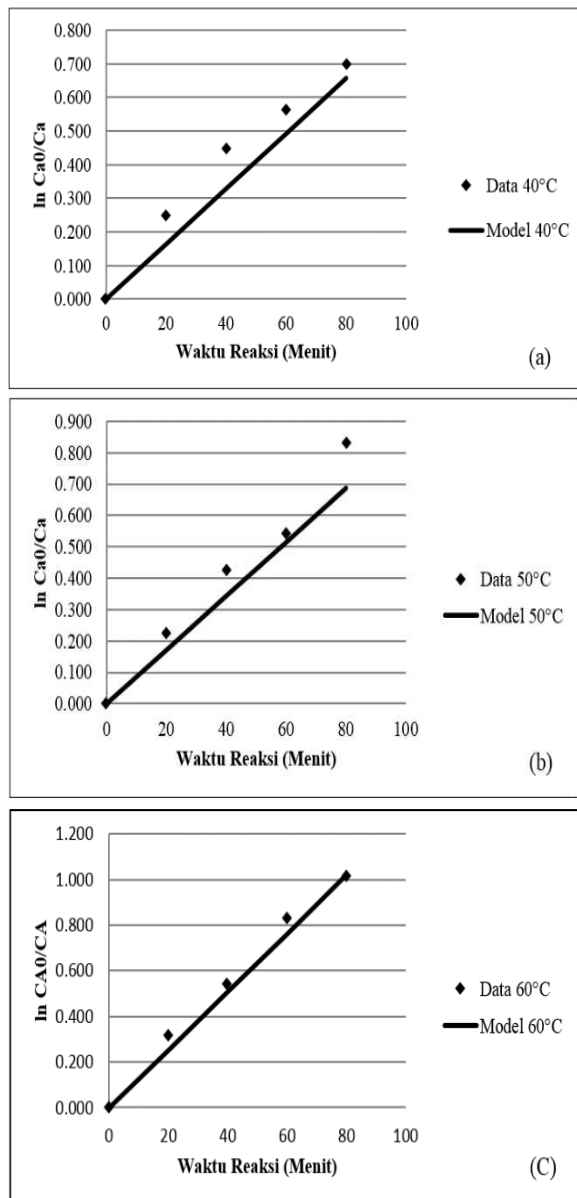 0.800
0.700
0.600
0.500
0.400
0.300
0.200
0.100
0.000
ln Ca0/Ca
0 20 40 60 80 100
Waktu Reaksi (Menit)
Data 40°C
Model 40°C
(a)
0.900
0.800
0.700
0.600
0.500
0.400
0.300
0.200
0.100
0.000
ln Ca0/Ca
0 20 40 60 80 100
Waktu Reaksi (Menit)
Data 50°C
Model 50°C
(b)
1.200
1.000
0.800
0.600
0.400
0.200
0.000
ln CA0/CA
0 20 40 60 80 100
Waktu Reaksi (Menit)
Data 60°C
Model 60°C
(C)